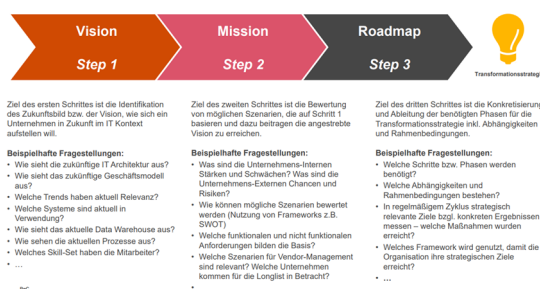 Vision
Step 1
Mission
Step 2
Roadmap
Step 3
Transformationsstrategi
Ziel des ersten Schrittes ist die Identifikation
des Zukunftsbild bzw. der Vision, wie sich ein
Unternehmen in Zukunft im IT Kontext
aufstellen will.
Beispielhafte Fragestellungen:
• Wie sieht die zukünftige IT Architektur aus?
• Wie sieht das zukünftige Geschäftsmodell
aus?
• Welche Trends haben aktuell Relevanz?
• Welche Systeme sind aktuell in
Verwendung?
• Wie sieht das aktuelle Data Warehouse aus?
• Wie sehen die aktuellen Prozesse aus?
• Welches Skill-Set haben die Mitarbeiter?
• ...
Ziel des zweiten Schrittes ist die Bewertung
von möglichen Szenarien, die auf Schritt 1
basieren und dazu beitragen die angestrebte
Vision zu erreichen.
Beispielhafte Fragestellungen:
• Was sind die Unternehmens-Internen
Stärken und Schwächen? Was sind die
Unternehmens-Externen Chancen und
Risiken?
• Wie können mögliche Szenarien bewertet
werden (Nutzung von Frameworks z.B.
SWOT)
• Welche funktionalen und nicht funktionalen
Anforderungen bilden die Basis?
• Welche Szenarien für Vendor-Management
sind relevant? Welche Unternehmen
kommen für die Longlist in Betracht?
•
Ziel des dritten Schrittes ist die Konkretisierung
und Ableitung der benötigten Phasen für die
Transformationsstrategie inkl. Abhängigkeiten
und Rahmenbedingungen.
Beispielhafte Fragestellungen:
• Welche Schritte bzw. Phasen werden
benötigt?
• Welche Abhängigkeiten und
Rahmenbedingungen bestehen?
• In regelmäßigem Zyklus strategisch
relevante Ziele bzgl. konkreten Ergebnissen
messen – welche Maßnahmen wurden
erreicht?
• Welches Framework wird genutzt, damit die
Organisation ihre strategischen Ziele
erreicht?
• ...